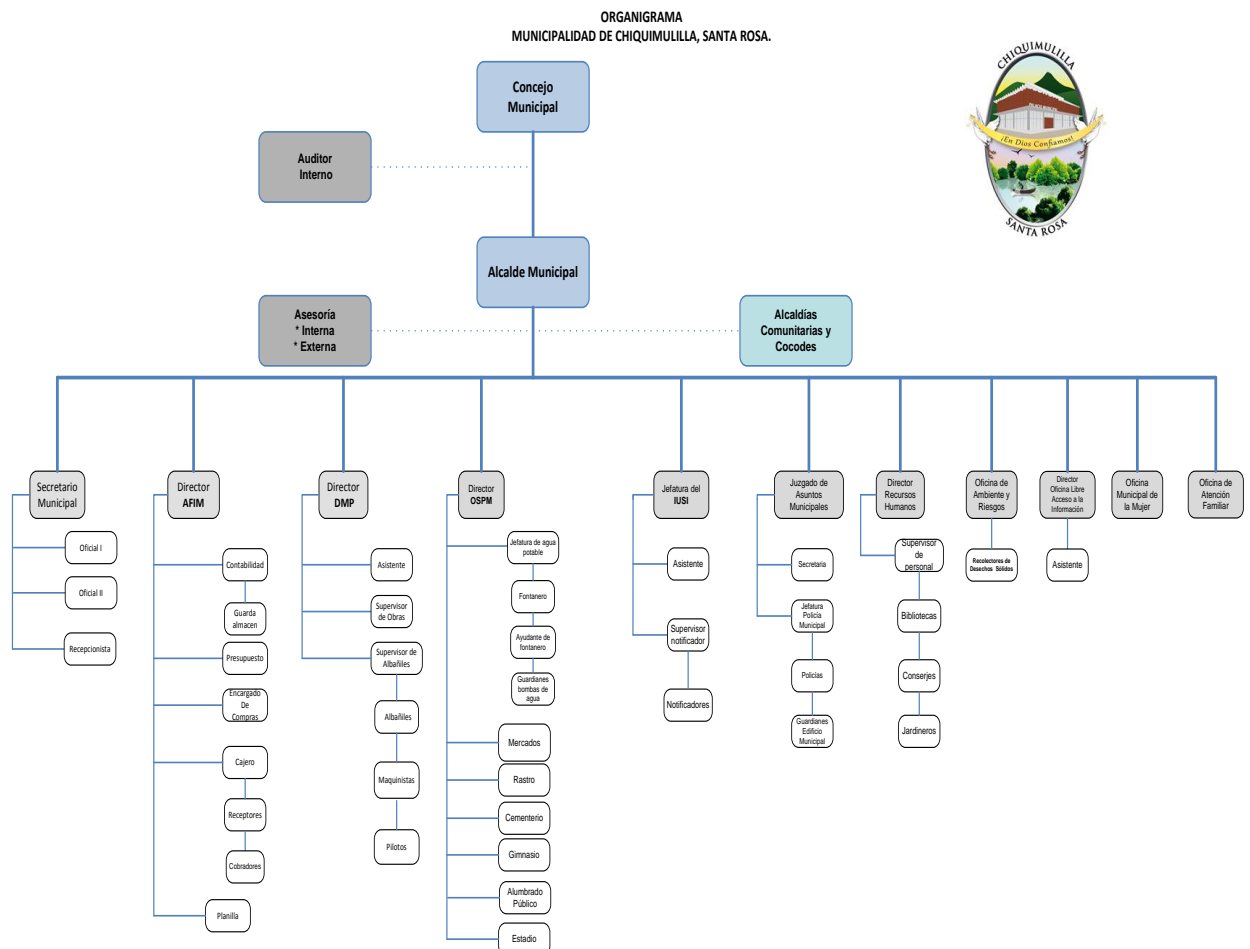 ORGANIGRAMA
MUNICIPALIDAD DE CHIQUIMULILLA, SANTA ROSA.
CHIQUIMULILLA
¡En Dios Confiamos!
SANTA ROSA
Concejo
Municipal
Auditor
Interno
Alcalde Municipal
Asesoría
* Interna
* Externa
Alcaldías
Comunitarias y
Cocodes
Secretario
Municipal
Oficial I
Oficial II
Recepcionista
Director
AFIM
Contabilidad
Guarda
almacen
Presupuesto
Encargado
De
Compras
Cajero
Receptores
Cobradores
Planilla
Director
DMP
Asistente
Supervisor
de Obras
Supervisor de
Albañiles
Albañiles
Maquinistas
Pilotos
Director
OSPM
Jefatura de agua
potable
Fontanero
Ayudante de
fontanero
Guardianes
bombas de
agua
Mercados
Rastro
Cementerio
Gimnasio
Alumbrado
Público
Estadio
Jefatura del
IUSI
Asistente
Supervisor
notificador
Notificadores
Juzgado de
Asuntos
Municipales
Secretaria
Jefatura
Policía
Municipal
Policías
Guardianes
Edificio
Municipal
Director
Recursos
Humanos
Supervisor
de
personal
Bibliotecas
Conserjes
Jardineros
Oficina de
Ambiente y
Riesgos
Recolectores de
Desechos Sólidos
Director
Oficina Libre
Acceso a la
Información
Asistente
Oficina
Municipal de
la Mujer
Oficina de
Atención
Familiar